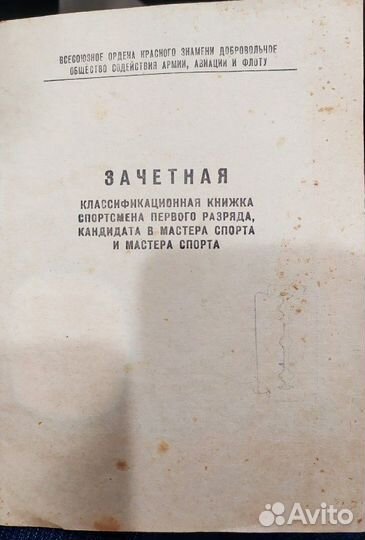 ВСЕСОЮЗНОЕ ОРДЕНА КРАСНОГО ЗНАМЕНИ ДОБРОВОЛЬНОЕ
ОБЩЕСТВО СОДЕЙСТВИЯ АРМИИ, АВИАЦИИ И ФЛОТУ
ЗАЧЕТНАЯ
КЛАССИФИКАЦИОННАЯ КНИЖКА
СПОРТСМЕНА ПЕРВОГО РАЗРЯДА,
КАНДИДАТА В МАСТЕРА СПОРТА
И МАСТЕРА СПОРТА
Avito